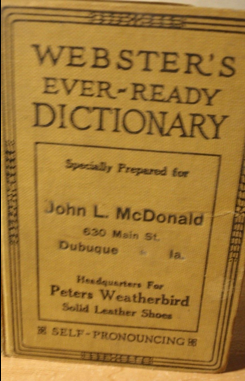 WEBSTER'S
EVER-READY
DICTIONARY
Specially Prepared for
John L. McDonald
630 Main St.
Dubuque Ia.
Headquarters For
Peters Weatherbird
Solid Leather Shoes
SELF-PRONOUNCING